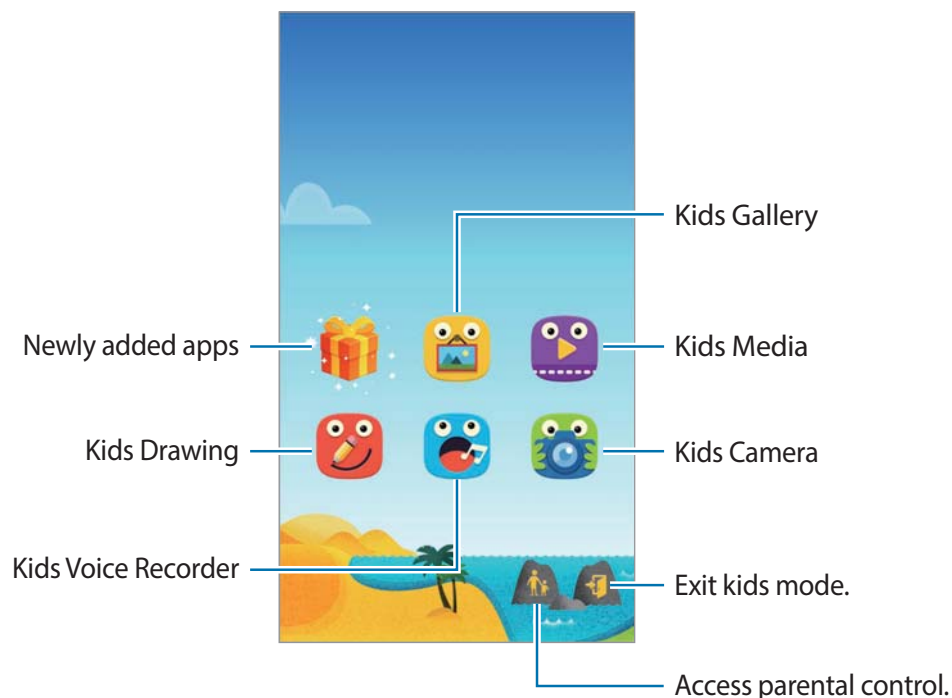 Kids Gallery
Newly added apps
Kids Media
Kids Drawing
Kids Camera
Kids Voice Recorder
Exit kids mode.
Access parental control.